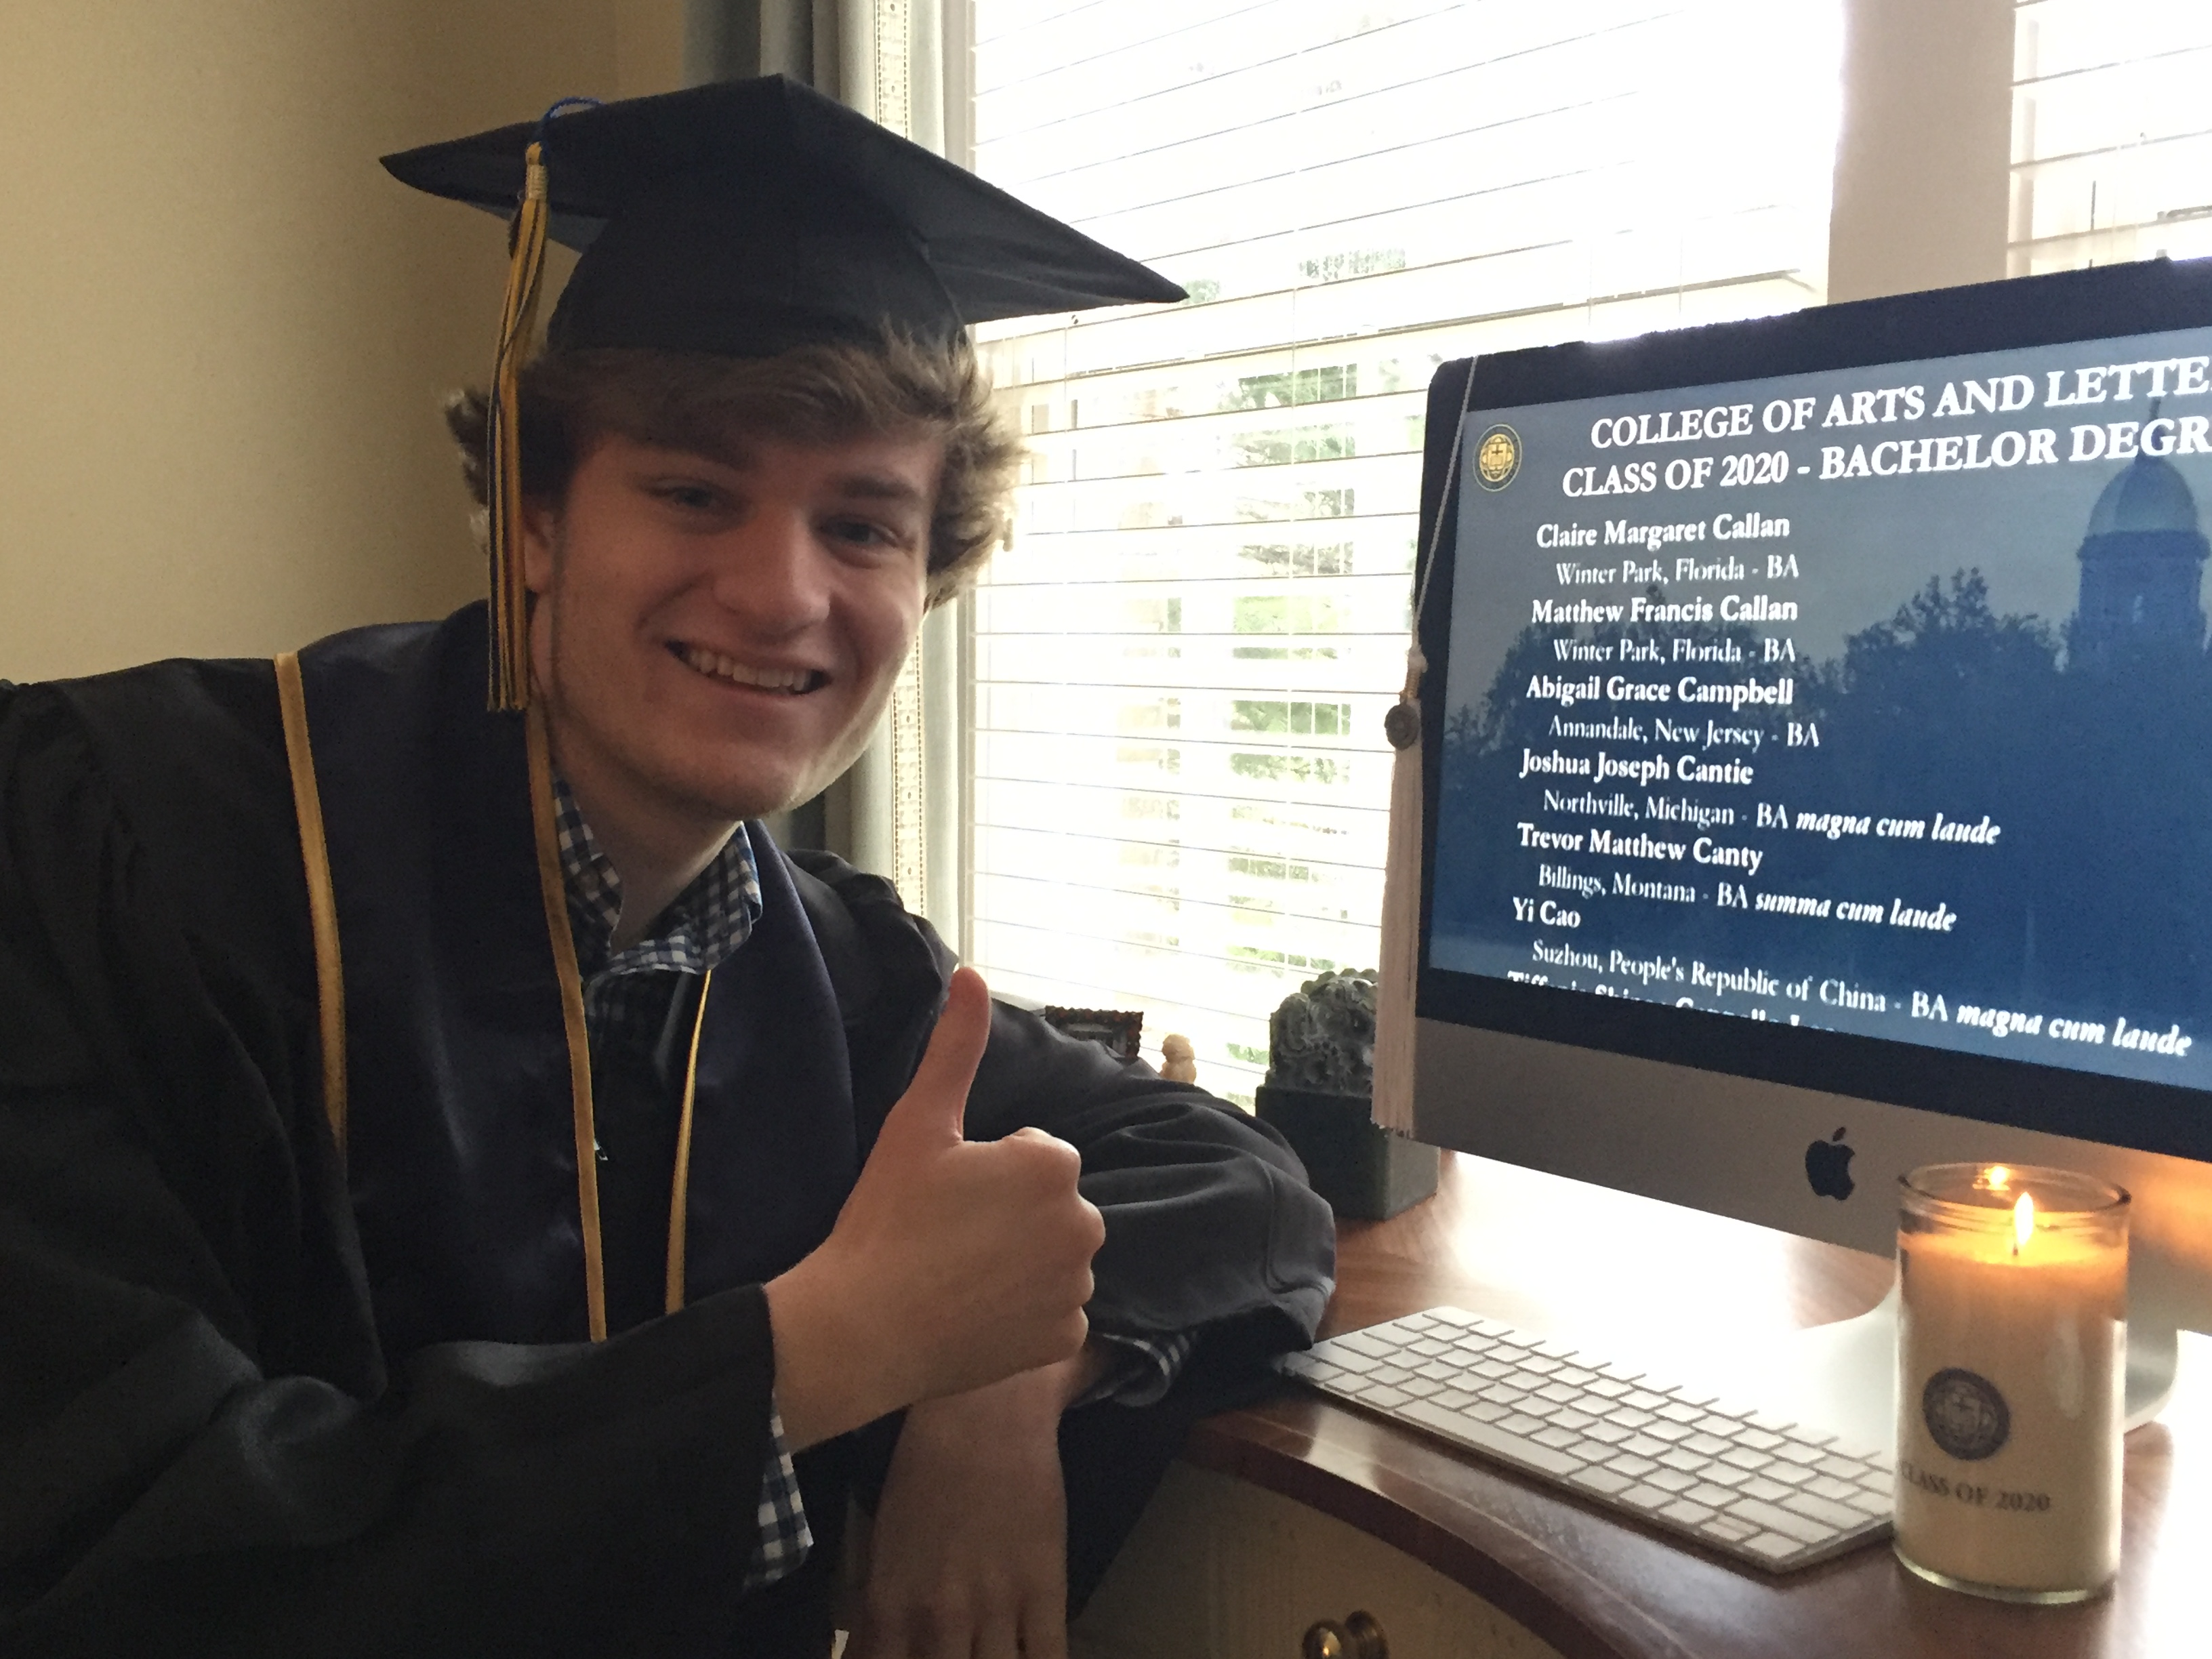 COLLEGE OF ARTS AND LETTE
CLASS OF 2020 - BACHELOR DEGR
Claire Margaret Callan
Winter Park, Florida - BA
Matthew Francis Callan
Winter Park, Florida - BA
Abigail Grace Campbell
Annandale, New Jersey - BA
Joshua Joseph Cantie
Northville, Michigan - BA magna cum laude
Trevor Matthew Canty
Billings, Montana - BA summa cum laude
Yi Cao
Suzhou, People's Republic of China - BA magna cum laude
CLASS OF 2020